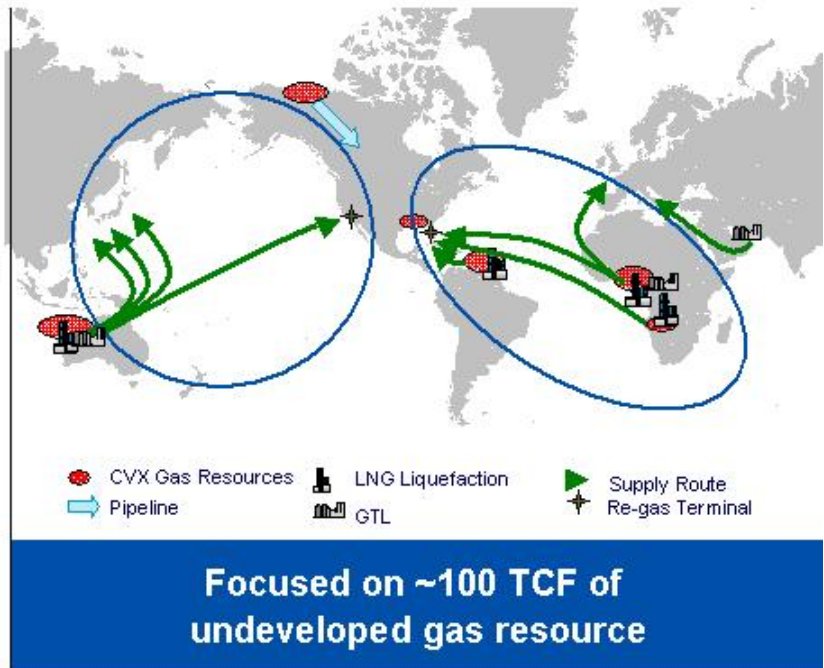 CVX Gas Resources
LNG Liquefaction
Supply Route
Pipeline
GTL
Re-gas Terminal
Focused on ~100 TCF of
undeveloped gas resource